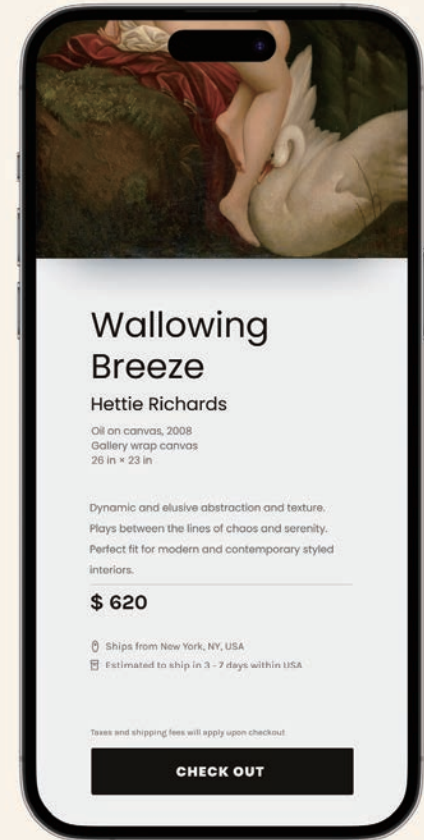 Wallowing
Breeze
Hettie Richards
Oil on canvas, 2008
Gallery wrap canvas
26 in × 23 in
Dynamic and elusive abstraction and texture.
Plays between the lines of chaos and serenity.
Perfect fit for modern and contemporary styled
interiors.
$ 620
Ships from New York, NY, USA
Estimated to ship in 3 - 7 days within USA
Taxes and shipping fees will apply upon checkout
CHECK OUT